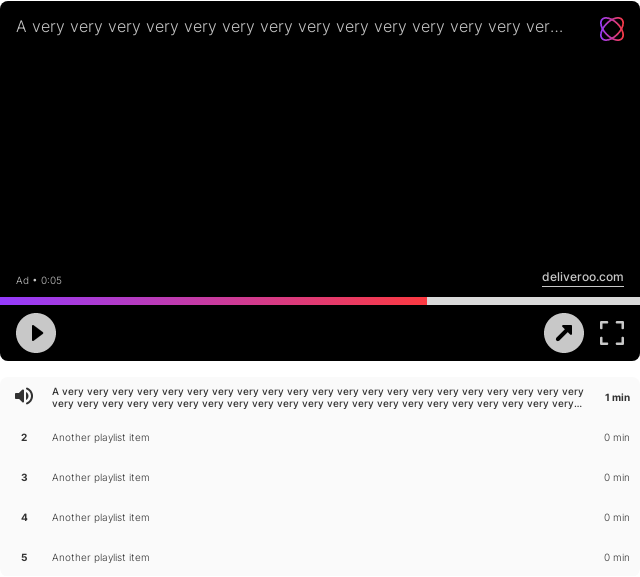 A very very very very very very very very very very very very very ver...
Ad • 0:05
deliveroo.com
A very very very very very very very very very very very very very very very very very very very very very
very very very very very very very very very very very very very very very very very very very very very...
1 min
2 Another playlist item 0 min
3 Another playlist item 0 min
4 Another playlist item 0 min
5 Another playlist item 0 min